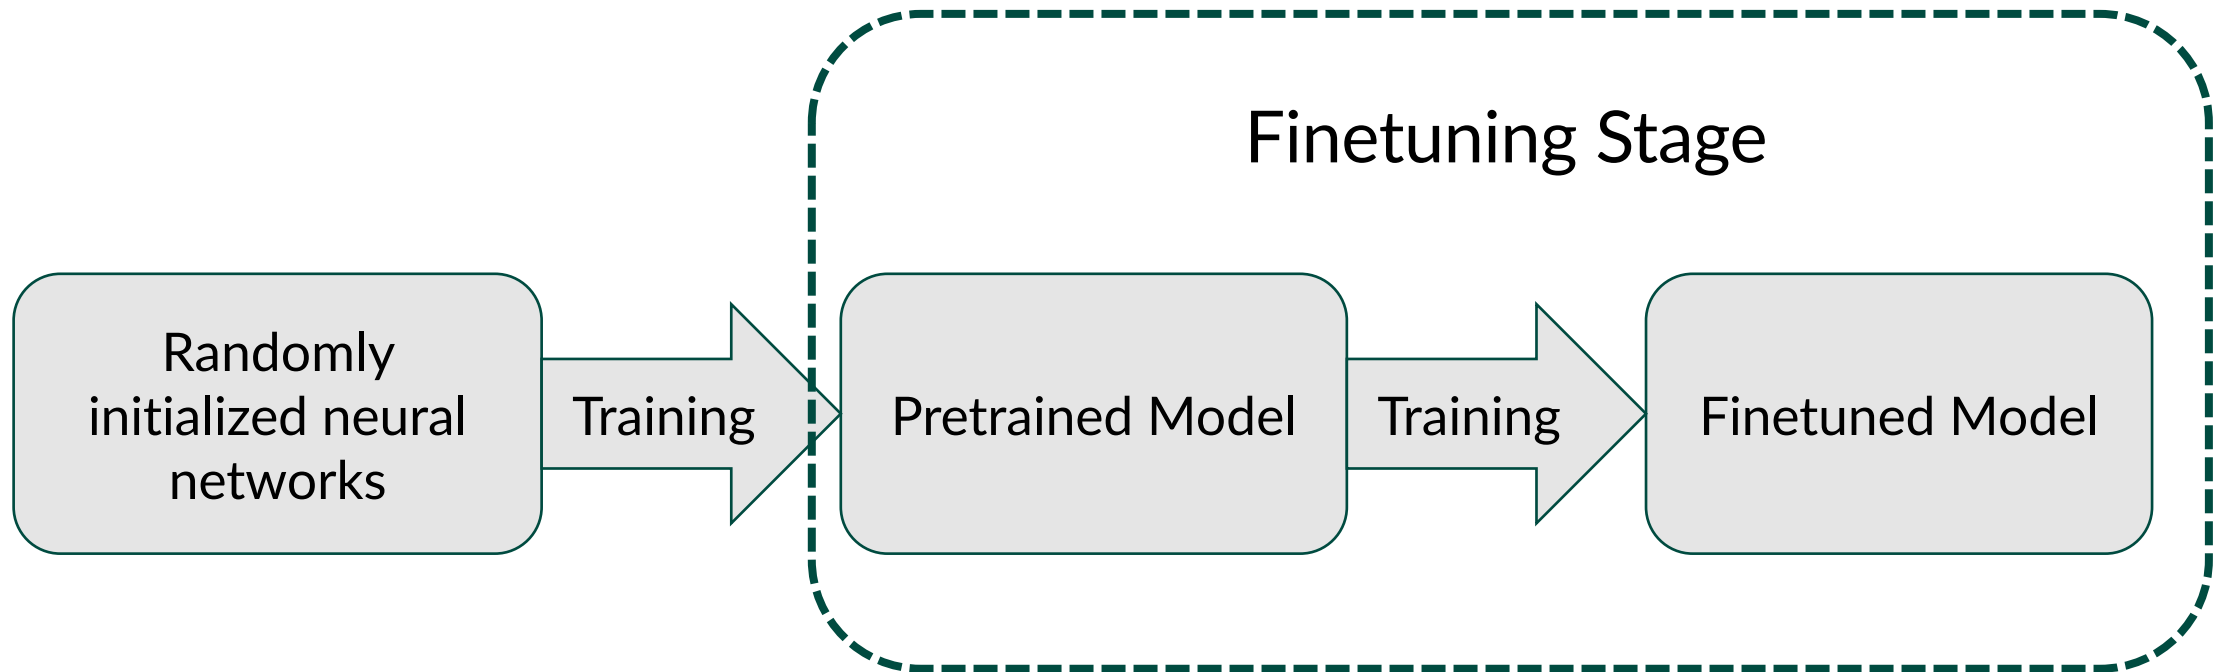 Finetuning Stage
Randomly
initialized neural
networks
Training
Pretrained Model
Training
Finetuned Model